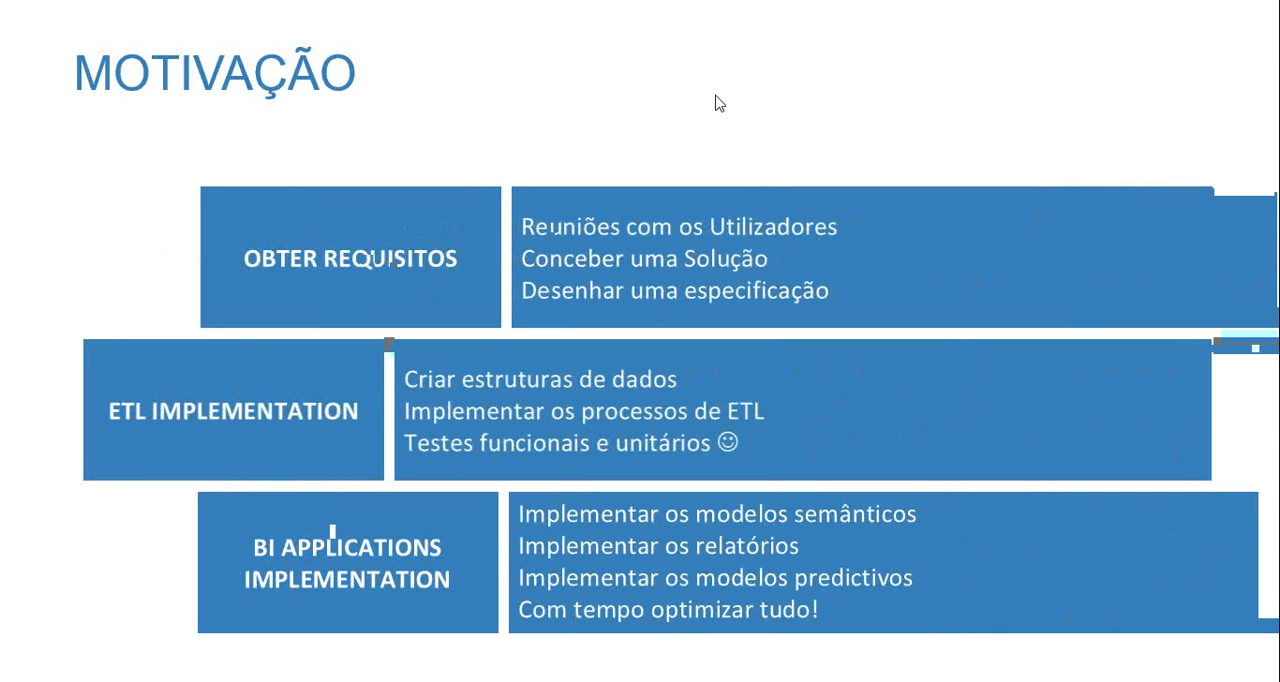 MOTIVAÇÃO
OBTER REQUISITOS
Reuniões com os Utilizadores
Conceber uma Solução
Desenhar uma especificação
ETL IMPLEMENTATION
Criar estruturas de dados
Implementar os processos de ETL
Testes funcionais e unitários ☺
BI APPLICATIONS
IMPLEMENTATION
Implementar os modelos semânticos
Implementar os relatórios
Implementar os modelos predictivos
Com tempo optimizar tudo!